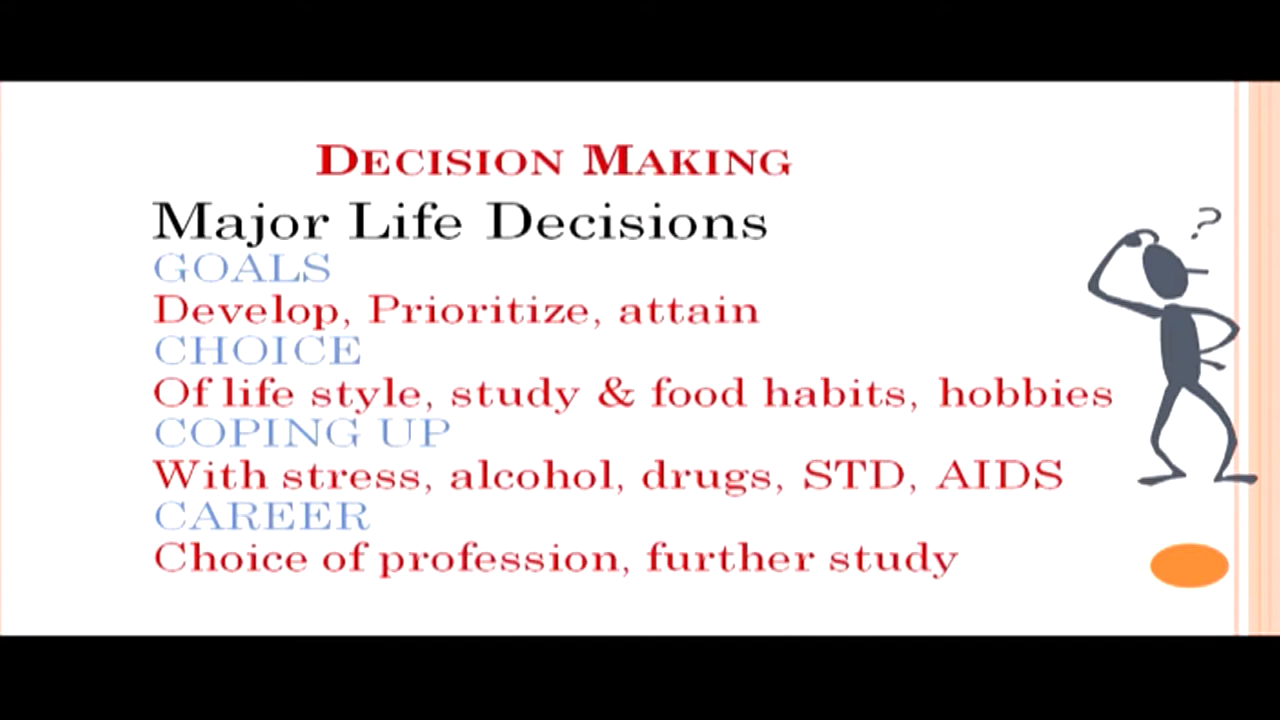 DECISION MAKING
?
Major Life Decisions
GOALS
Develop, Prioritize, attain
CHOICE
Of life style, study & food habits, hobbies
COPING UP
With stress, alcohol, drugs, STD, AIDS
CAREER
Choice of profession, further study